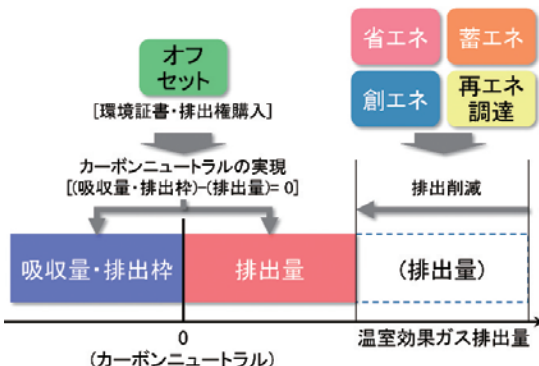 オフ
セット
[環境証書・排出権購入]
省エネ
蓄エネ
創エネ
再エネ
調達
カーボンニュートラルの実現
[(吸収量・排出枠)−(排出量)= 0]
排出削減
吸収量・排出枠
排出量
(排出量)
0
(カーボンニュートラル)
温室効果ガス排出量